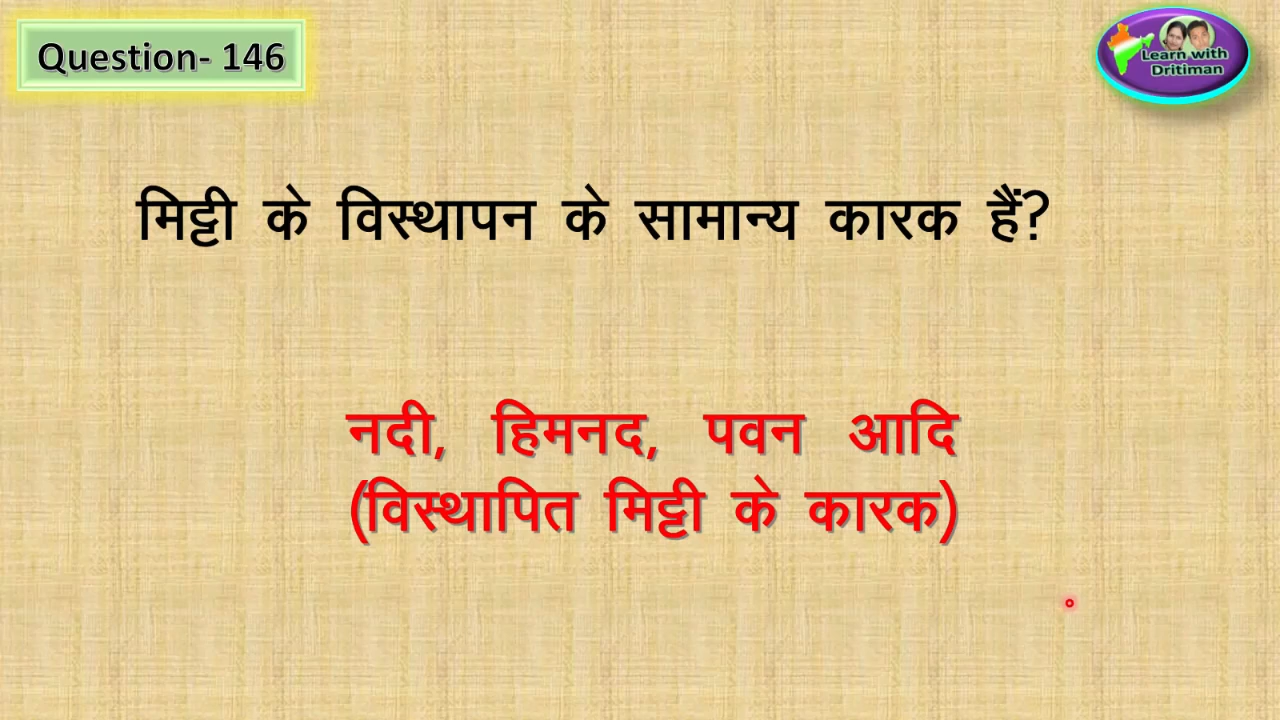 Question- 146
Learn with
Dritiman
मिट्टी के विस्थापन के सामान्य कारक हैं?
नदी, हिमनद, पवन आदि
(विस्थापित मिट्टी के कारक)